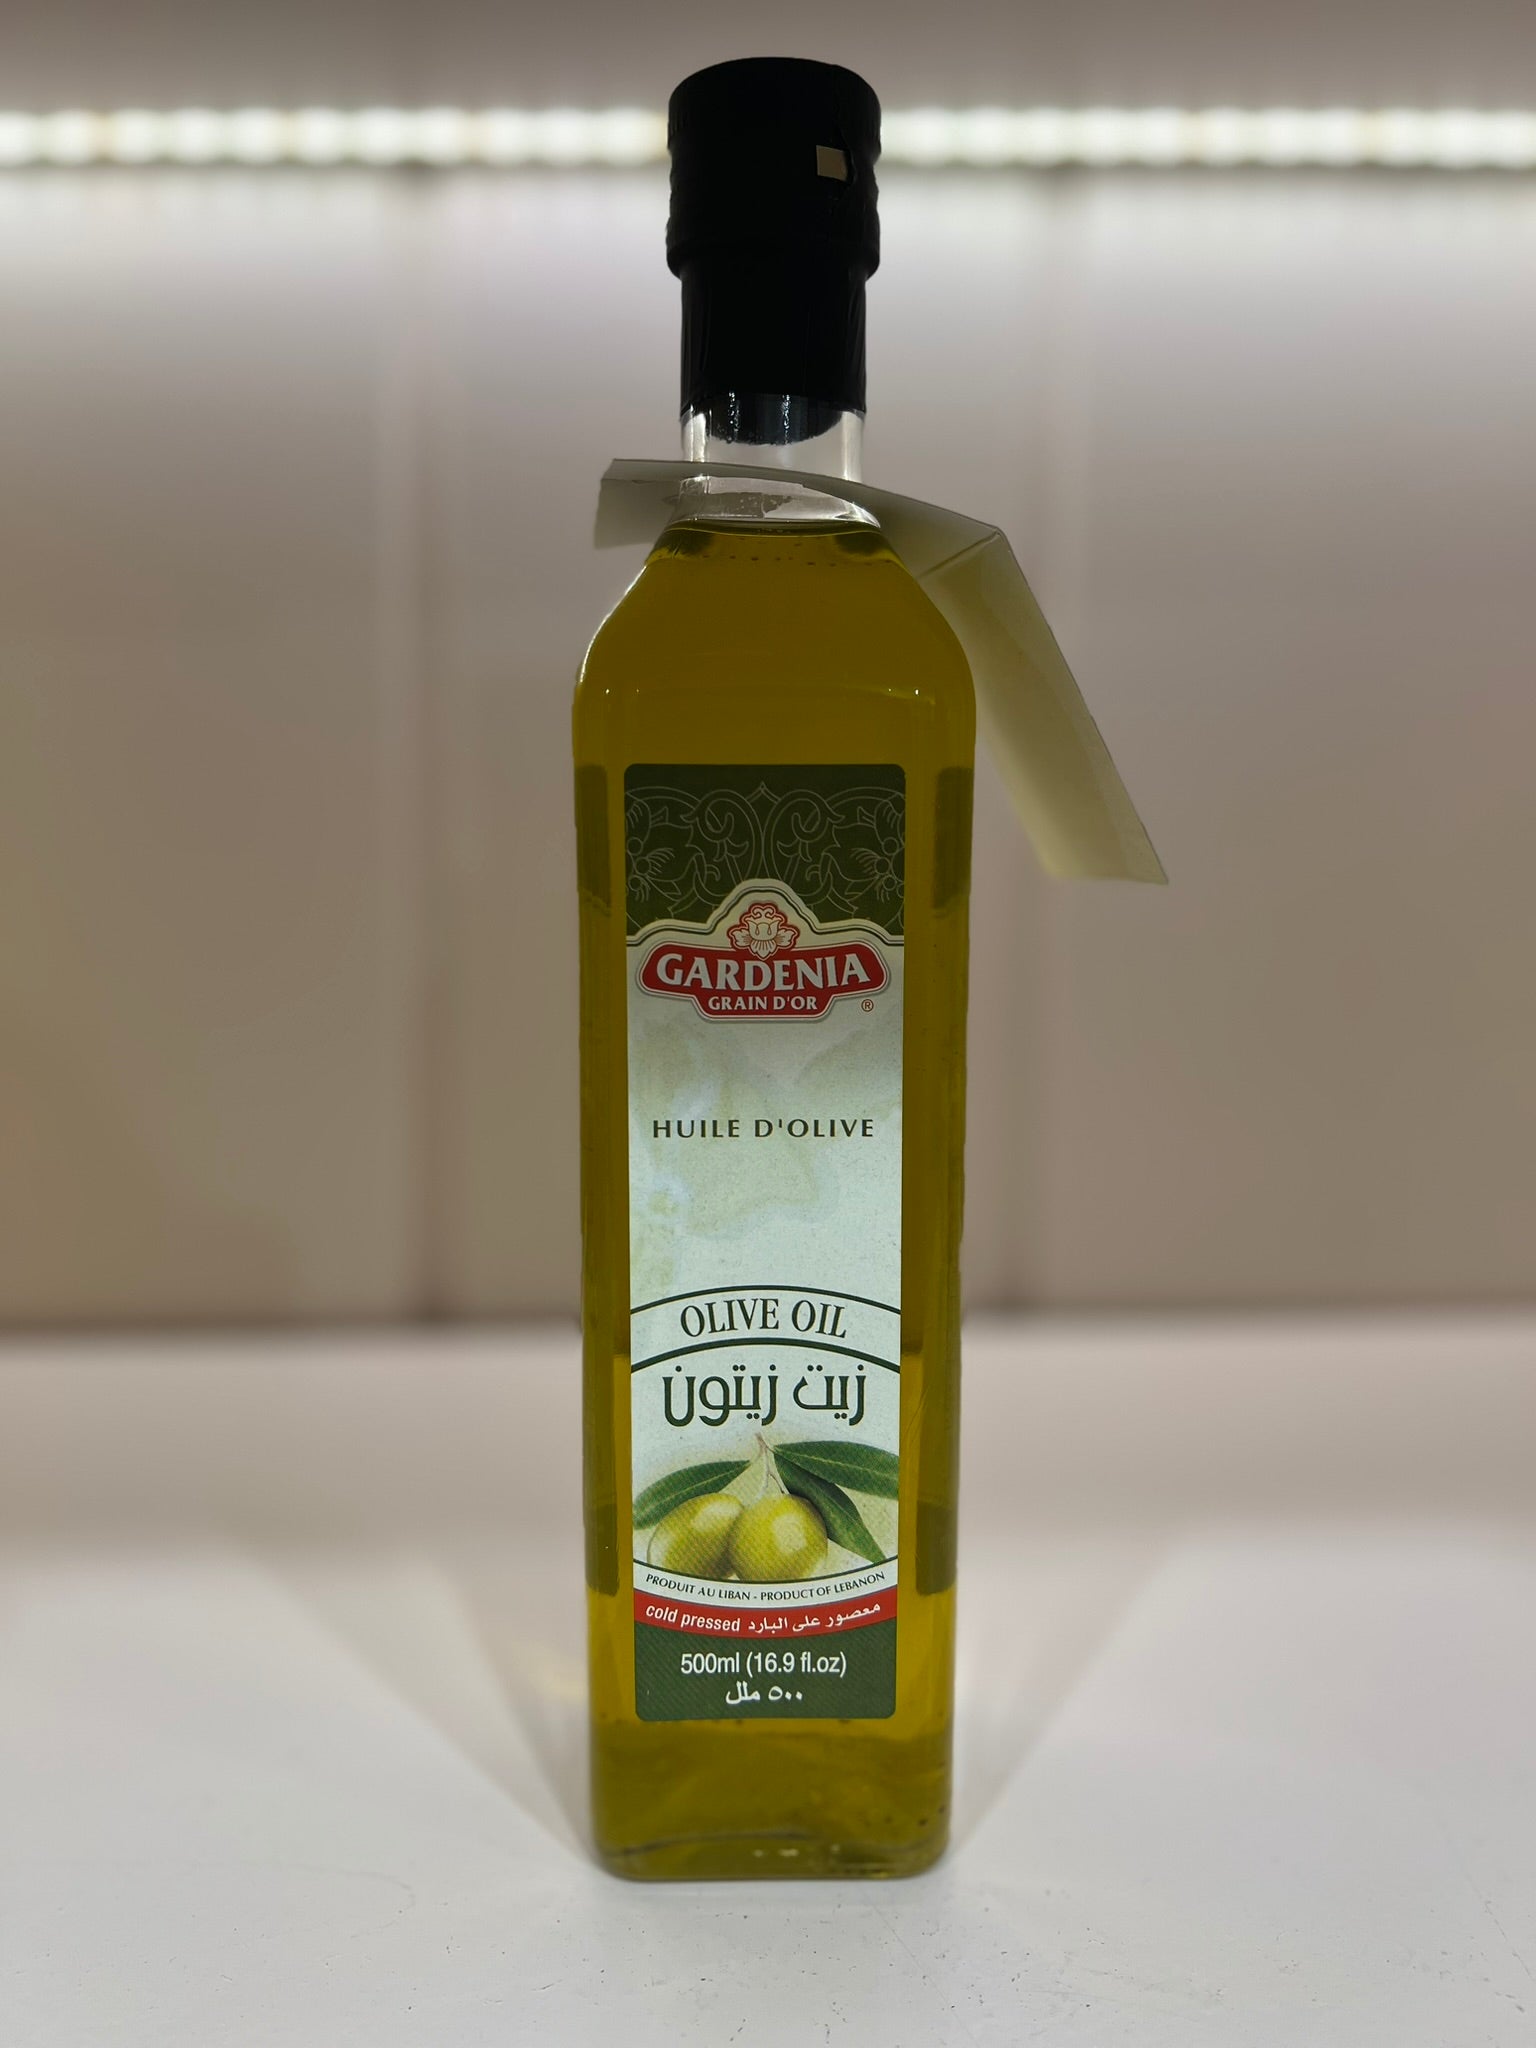 GARDENIA
GRAIN D'OR
®
HUILE D'OLIVE
OLIVE OIL
زيت زيتون
PRODUIT AU LIBAN - PRODUCT OF LEBANON
cold pressed معصور على البارد
500ml (16.9 fl.oz)
٥٠٠ ملل